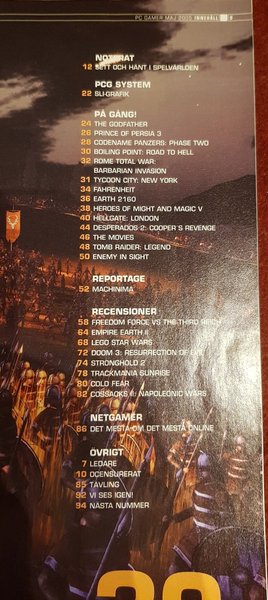 PC GAMER MAJ 2005 INNEHÅLL
NOTERAT
12 SETT OCH HÄNT I SPELVÄRLDEN
PCG SYSTEM
22 SLI-GRAFIK
PÅ GÅNG!
24 THE GODFATHER
26 PRINCE OF PERSIA 3
28 CODENAME PANZERS: PHASE TWO
30 BOILING POINT: ROAD TO HELL
32 ROME TOTAL WAR:
BARBARIAN INVASION
31 TYCOON CITY: NEW YORK
34 FAHRENHEIT
36 EARTH 2160
38 HEROES OF MIGHT AND MAGIC V
40 HELLGATE: LONDON
44 DESPERADOS 2: COOPER'S REVENGE
46 THE MOVIES
48 TOMB RAIDER: LEGEND
50 ENEMY IN SIGHT
REPORTAGE
52 MACHINIMA
RECENSIONER
58 FREEDOM FORCE VS THE THIRD REICH
64 EMPIRE EARTH II
68 LEGO STAR WARS
72 DOOM 3: RESURRECTION OF EVIL
74 STRONGHOLD 2
78 TRACKMANIA SUNRISE
80 COLD FEAR
82 COSSACKS II: NAPOLEONIC WARS
NETGAMER
86 DET MESTA OM DET MESTA ONLINE
ÖVRIGT
7 LEDARE
10 OCENSURERAT
85 TÄVLING
92 VI SES IGEN!
94 NÄSTA NUMMER